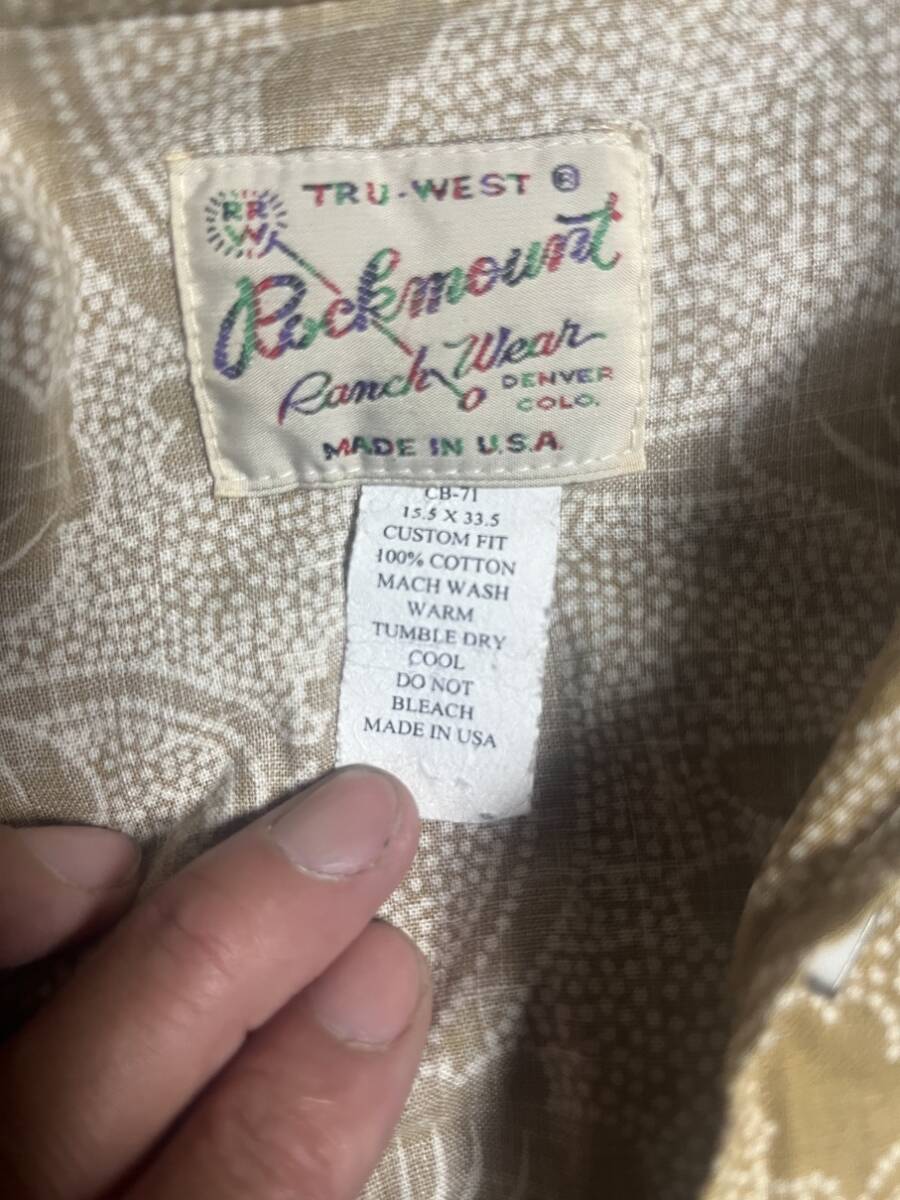 TRU-WEST ®
RRW
Rockmount
Ranch Wear
DENVER
COLO.
MADE IN U.S.A.
CB-71
15.5 X 33.5
CUSTOM FIT
100% COTTON
MACH WASH
WARM
TUMBLE DRY
COOL
DO NOT
BLEACH
MADE IN USA